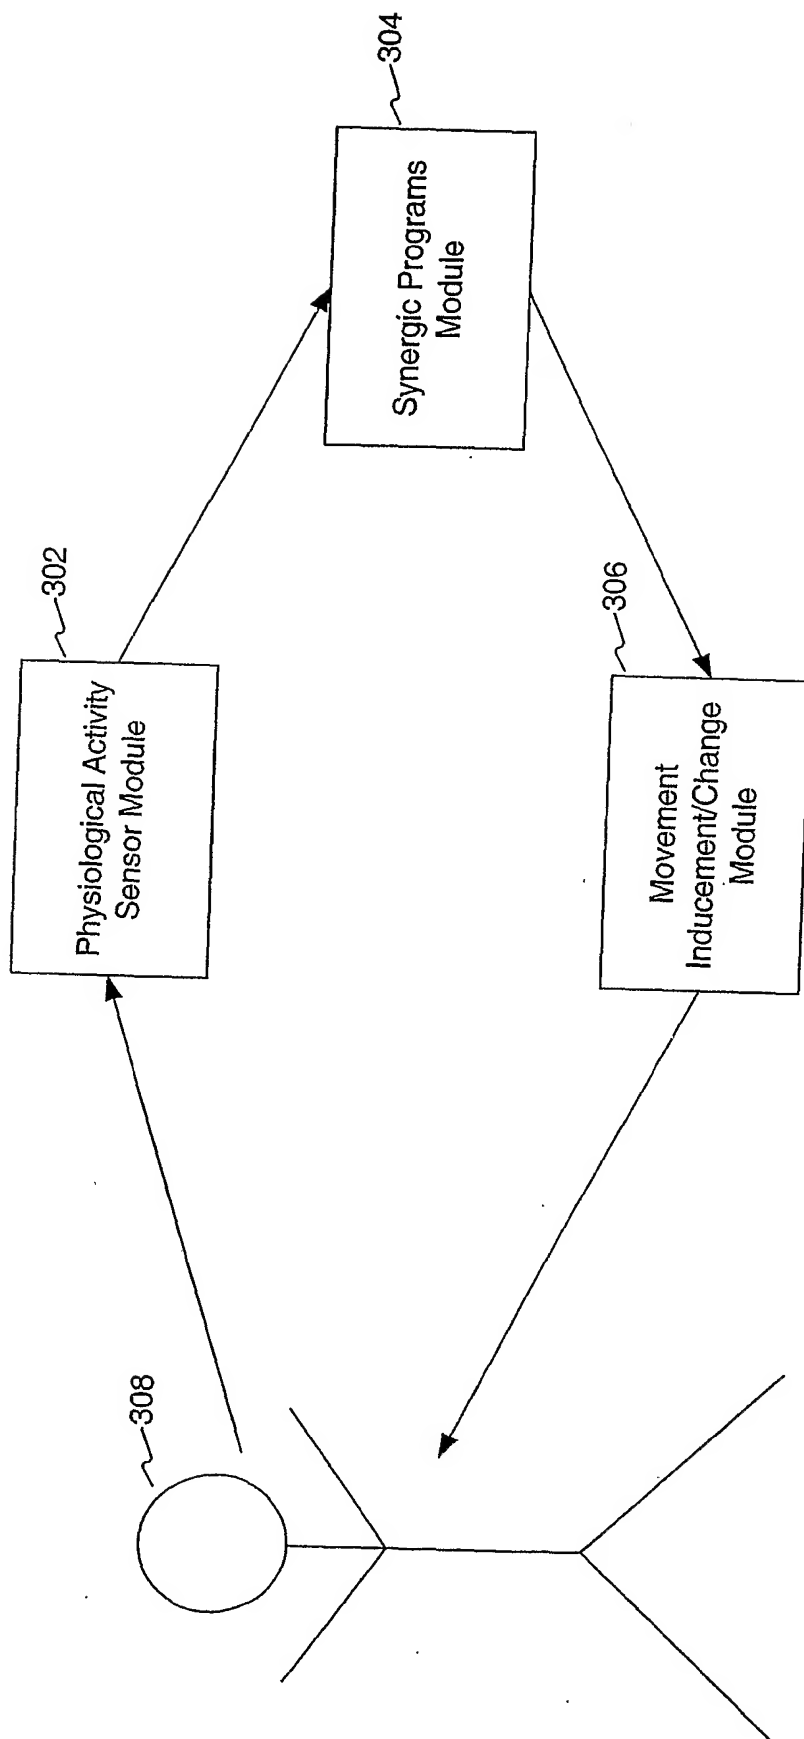 308
302
Physiological Activity
Sensor Module
304
Synergic Programs
Module
306
Movement
Inducement/Change
Module